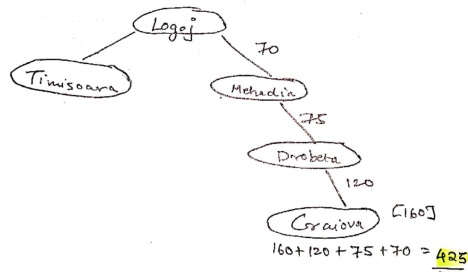 Logoj
70
Timisoara
Mehadia
75
Drobeta
120
Craiova [160]
160+120+75+70 = 425